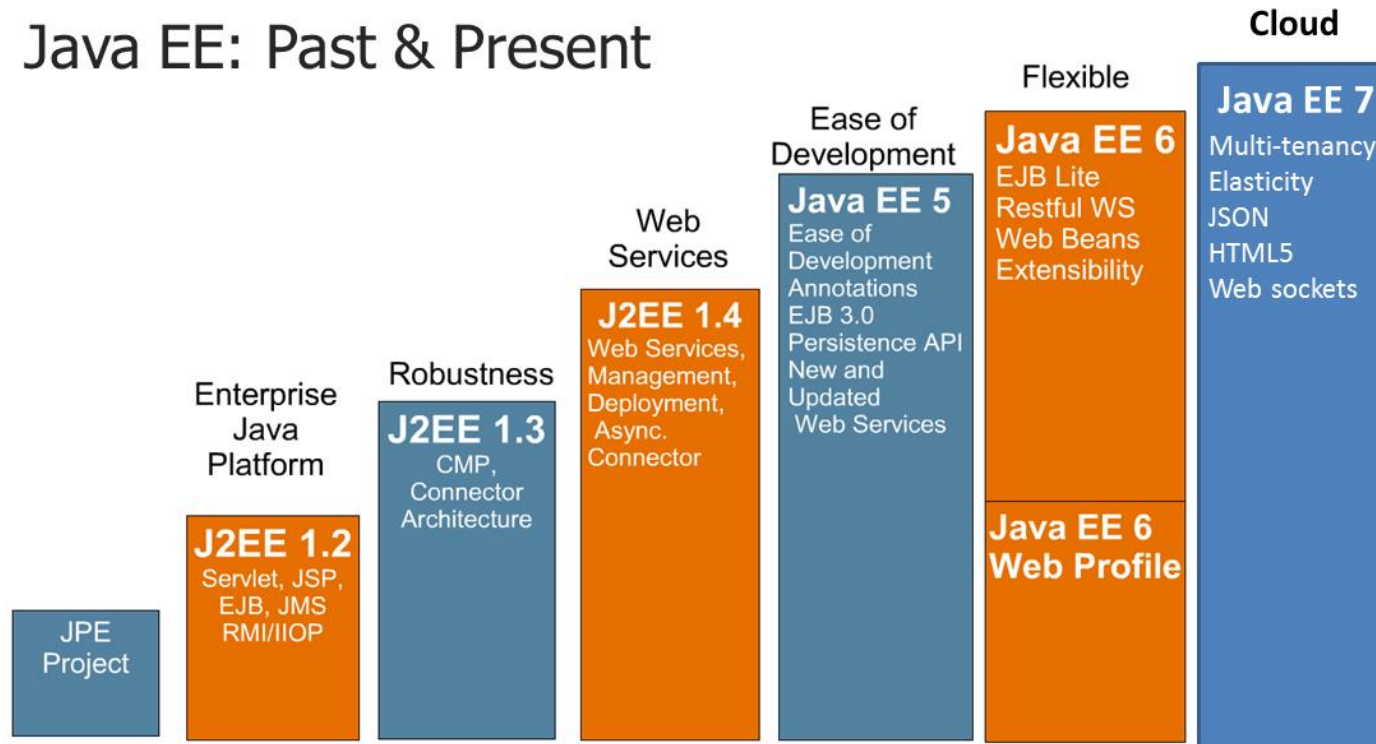 Java EE: Past & Present
JPE
Project
Enterprise
Java
Platform
J2EE 1.2
Servlet, JSP,
EJB, JMS
RMI/IIOP
Robustness
J2EE 1.3
CMP,
Connector
Architecture
Web
Services
J2EE 1.4
Web Services,
Management,
Deployment,
Async.
Connector
Ease of
Development
Java EE 5
Ease of
Development
Annotations
EJB 3.0
Persistence API
New and
Updated
Web Services
Flexible
Java EE 6
EJB Lite
Restful WS
Web Beans
Extensibility
Java EE 6
Web Profile
Cloud
Java EE 7
Multi-tenancy
Elasticity
JSON
HTML5
Web sockets